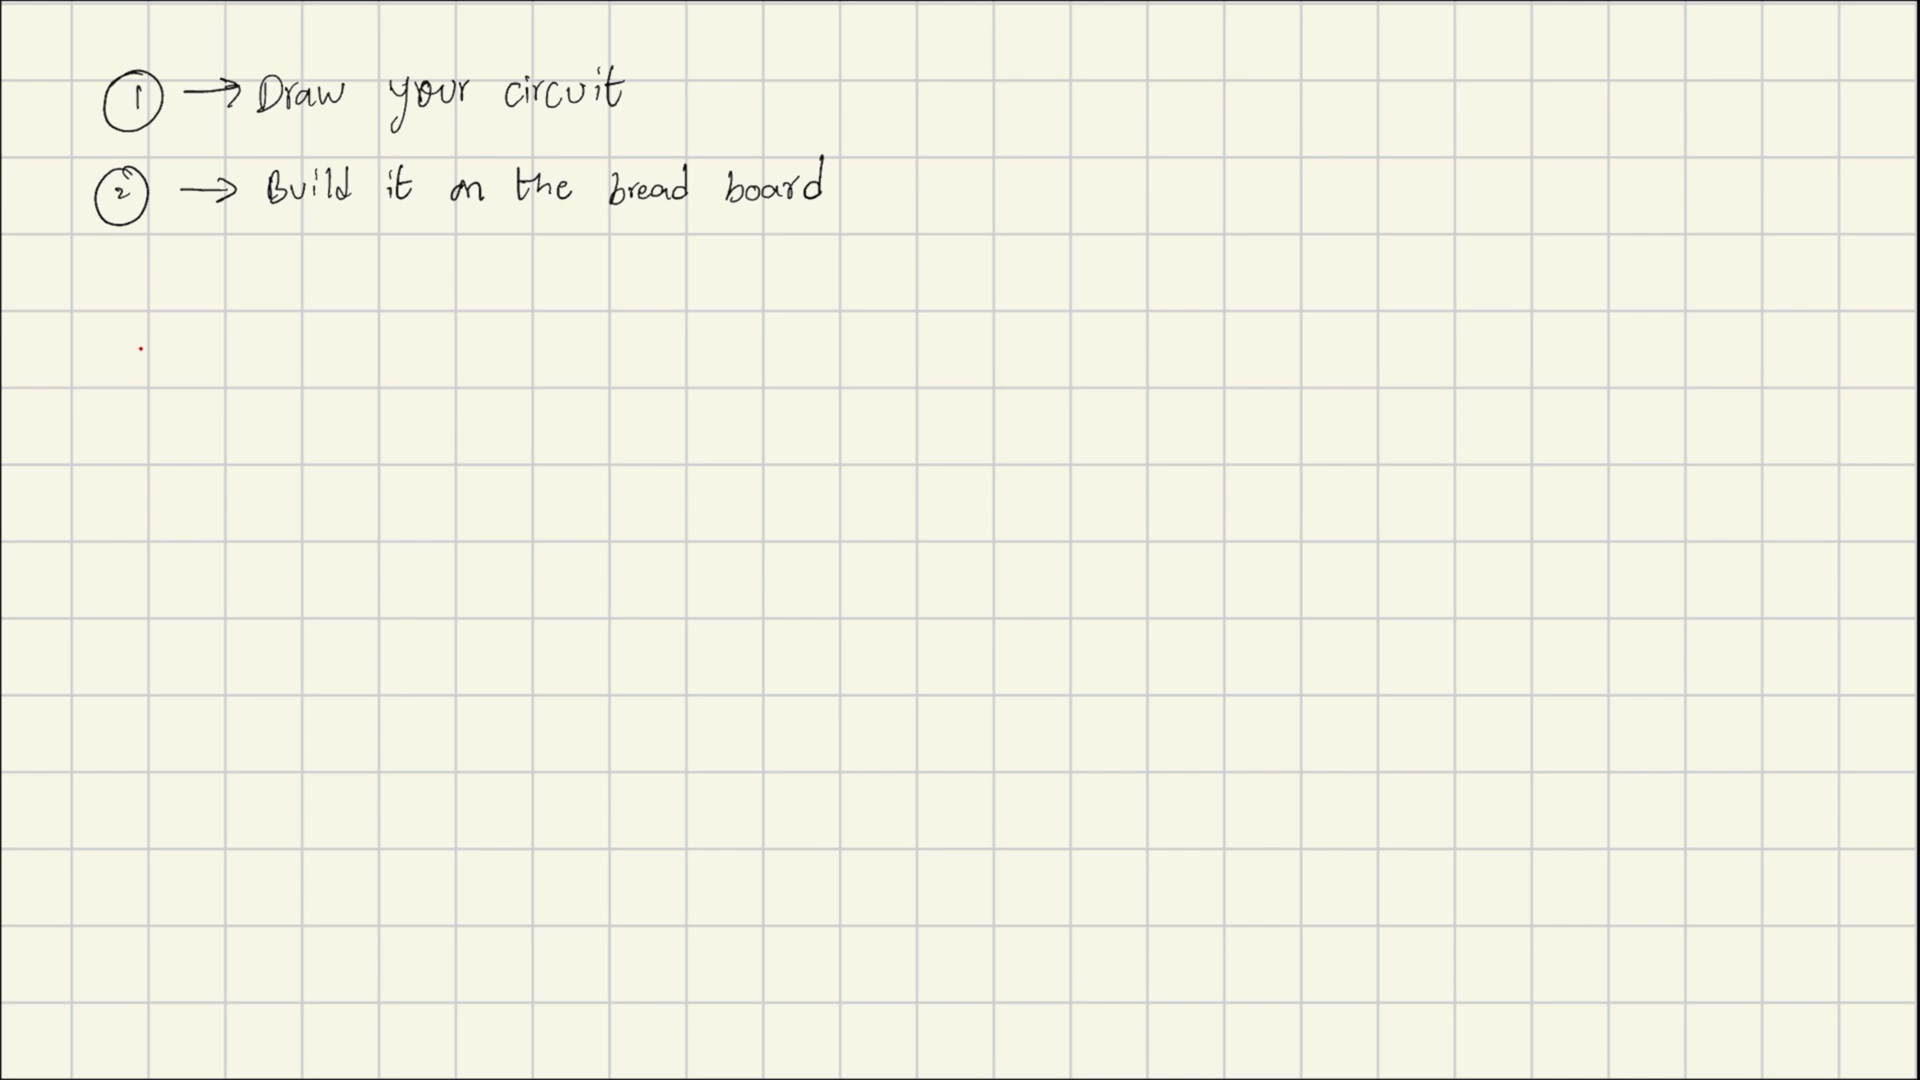 ① → Draw your circuit
② → Build it on the bread board